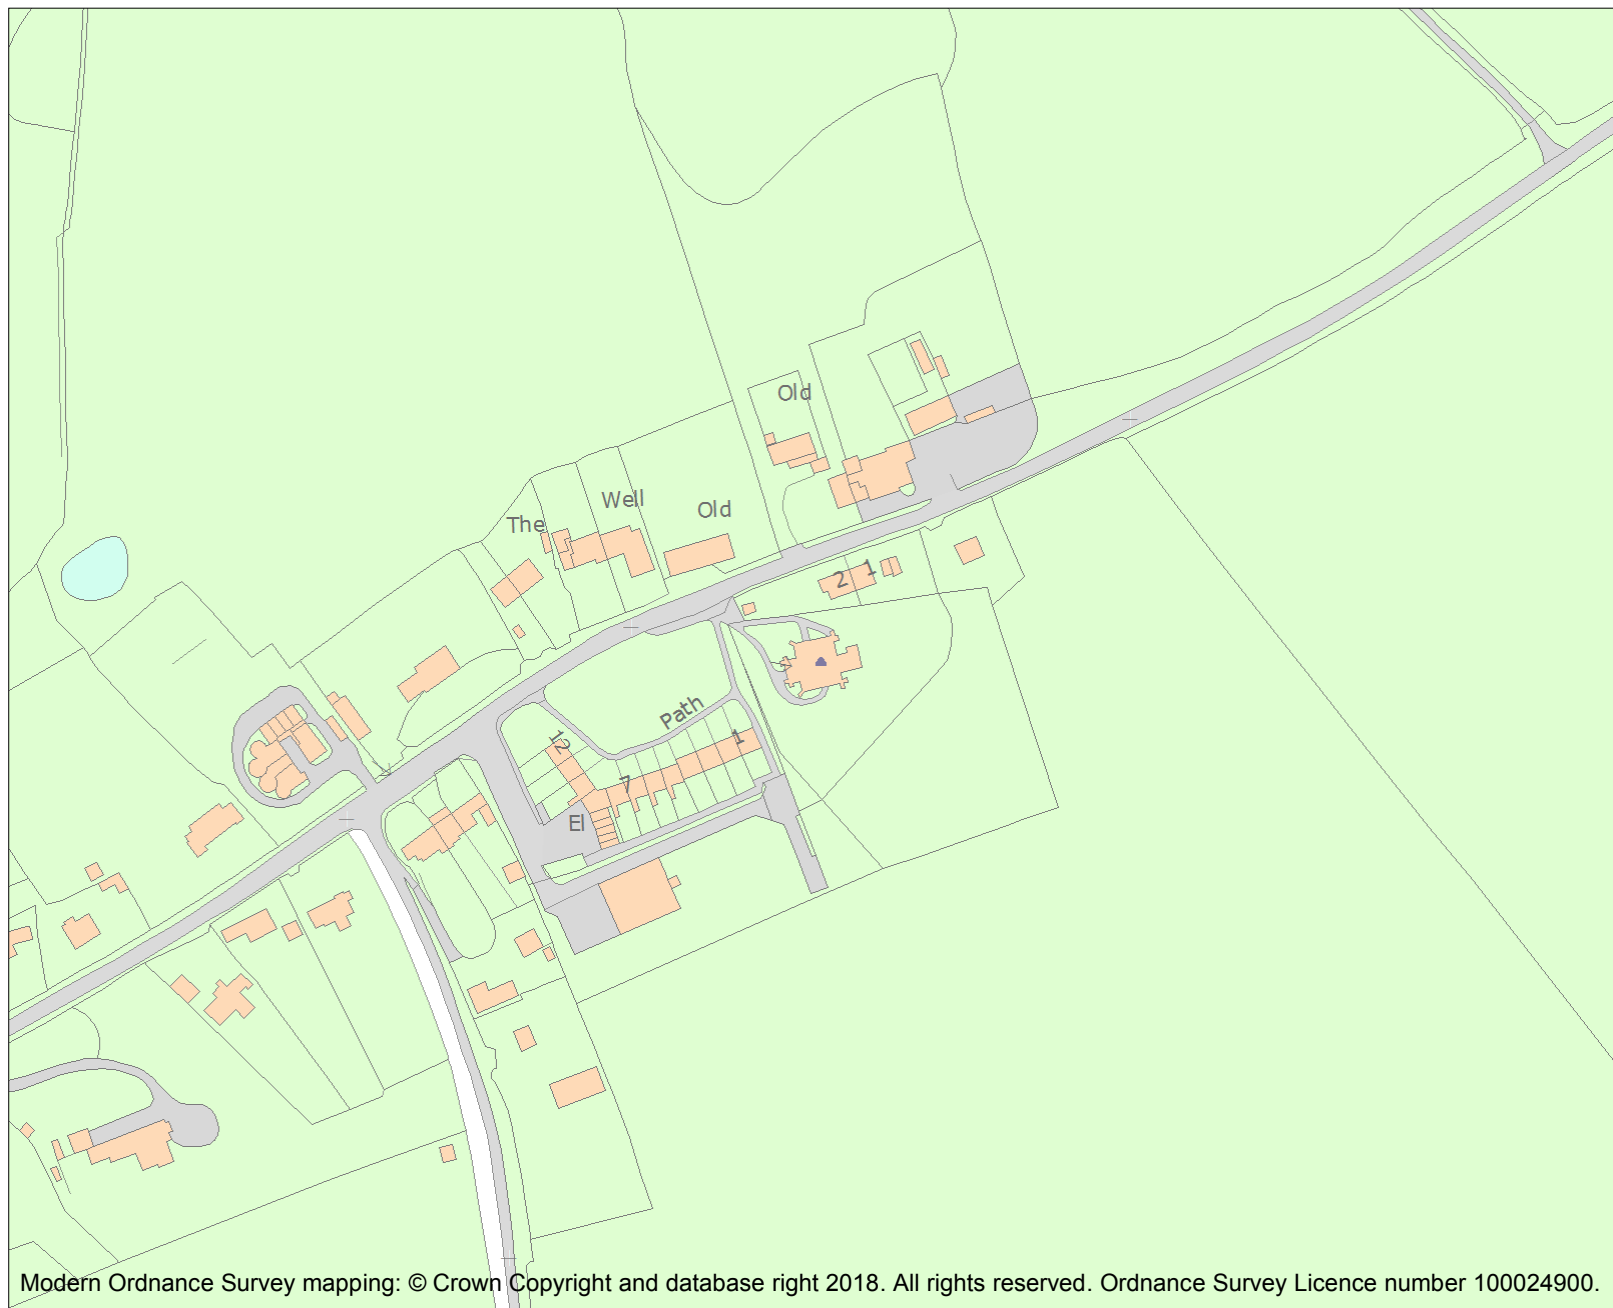 Old
Well
Old
The
2
1
Path
12
1
7
El
Modern Ordnance Survey mapping: © Crown Copyright and database right 2018. All rights reserved. Ordnance Survey Licence number 100024900.